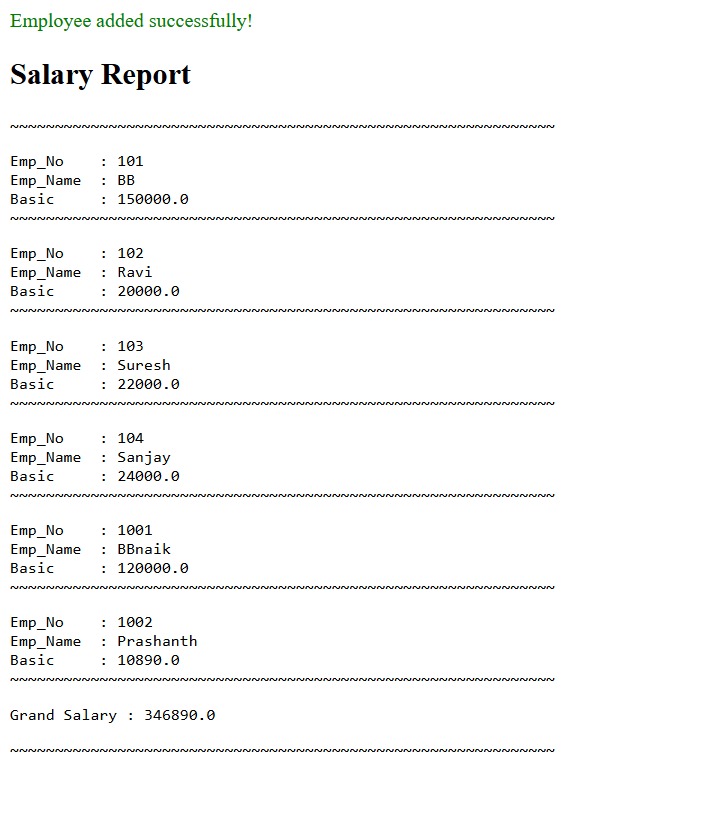 Employee added successfully!
Salary Report
~~~~~~~~~~~~~~~~~~~~~~~~~~~~~~~~~~~~~~~~~~~~~~~~~~~~~~~~~~~~~
Emp_No    : 101
Emp_Name  : BB
Basic     : 150000.0
~~~~~~~~~~~~~~~~~~~~~~~~~~~~~~~~~~~~~~~~~~~~~~~~~~~~~~~~~~~~~
Emp_No    : 102
Emp_Name  : Ravi
Basic     : 20000.0
~~~~~~~~~~~~~~~~~~~~~~~~~~~~~~~~~~~~~~~~~~~~~~~~~~~~~~~~~~~~~
Emp_No    : 103
Emp_Name  : Suresh
Basic     : 22000.0
~~~~~~~~~~~~~~~~~~~~~~~~~~~~~~~~~~~~~~~~~~~~~~~~~~~~~~~~~~~~~
Emp_No    : 104
Emp_Name  : Sanjay
Basic     : 24000.0
~~~~~~~~~~~~~~~~~~~~~~~~~~~~~~~~~~~~~~~~~~~~~~~~~~~~~~~~~~~~~
Emp_No    : 1001
Emp_Name  : BBnaik
Basic     : 120000.0
~~~~~~~~~~~~~~~~~~~~~~~~~~~~~~~~~~~~~~~~~~~~~~~~~~~~~~~~~~~~~
Emp_No    : 1002
Emp_Name  : Prashanth
Basic     : 10890.0
~~~~~~~~~~~~~~~~~~~~~~~~~~~~~~~~~~~~~~~~~~~~~~~~~~~~~~~~~~~~~
Grand Salary : 346890.0
~~~~~~~~~~~~~~~~~~~~~~~~~~~~~~~~~~~~~~~~~~~~~~~~~~~~~~~~~~~~~